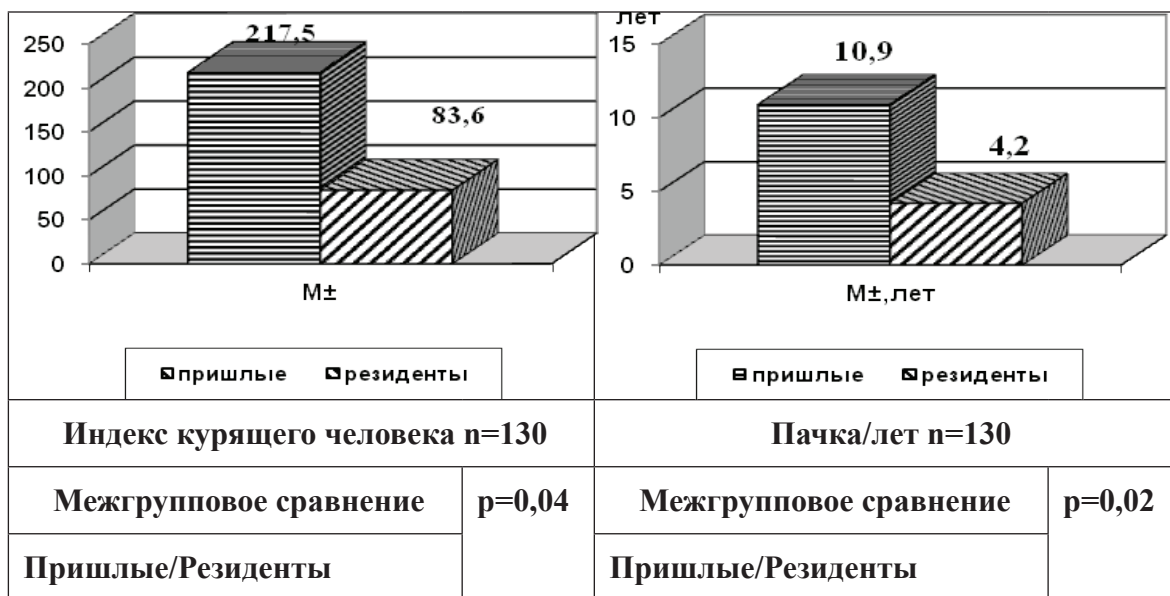 250
200
150
100
50
0
217,5
83,6
М±
пришлые резиденты
лет
15
10
5
0
10,9
4,2
М±,лет
пришлые резиденты
Индекс курящего человека n=130
Пачка/лет n=130
Межгрупповое сравнение
p=0,04
Межгрупповое сравнение
p=0,02
Пришлые/Резиденты
Пришлые/Резиденты